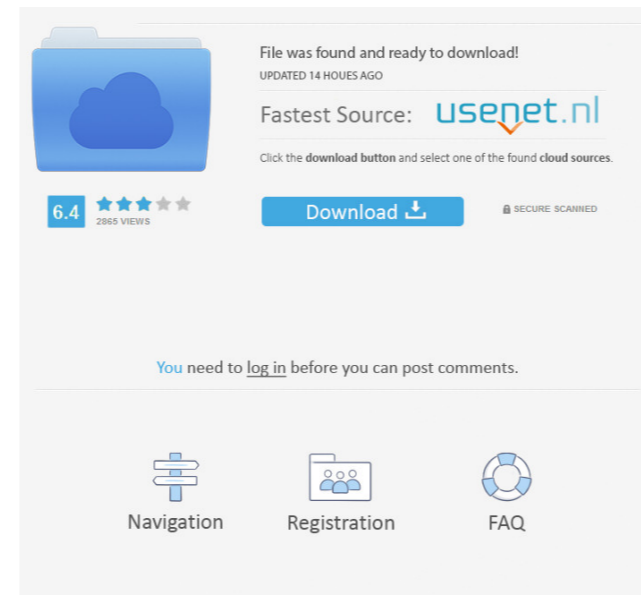 File was found and ready to download!
UPDATED 14 HOUES AGO
Fastest Source: usenet.nl
Click the download button and select one of the found cloud sources.
6.4
2865 VIEWS
Download
SECURE SCANNED
You need to log in before you can post comments.
Navigation
Registration
FAQ